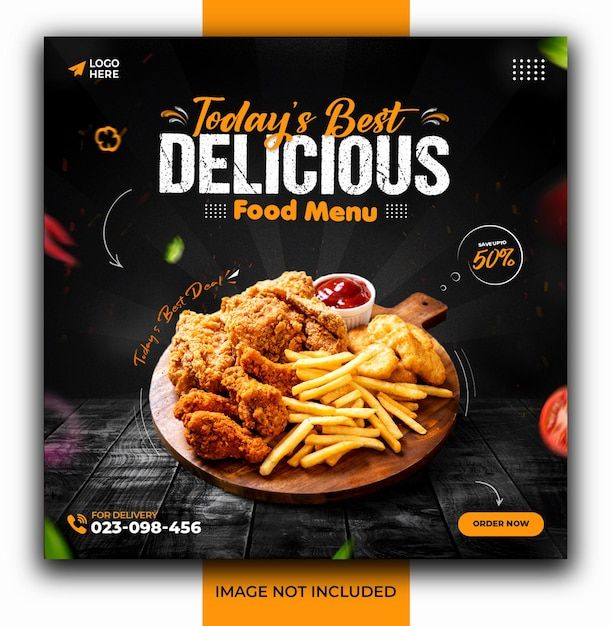 LOGO
HERE
Today's Best
DELICIOUS
Food Menu
SAVE UPTO
50%
Today's Best Deal
FOR DELIVERY
023-098-456
ORDER NOW
IMAGE NOT INCLUDED